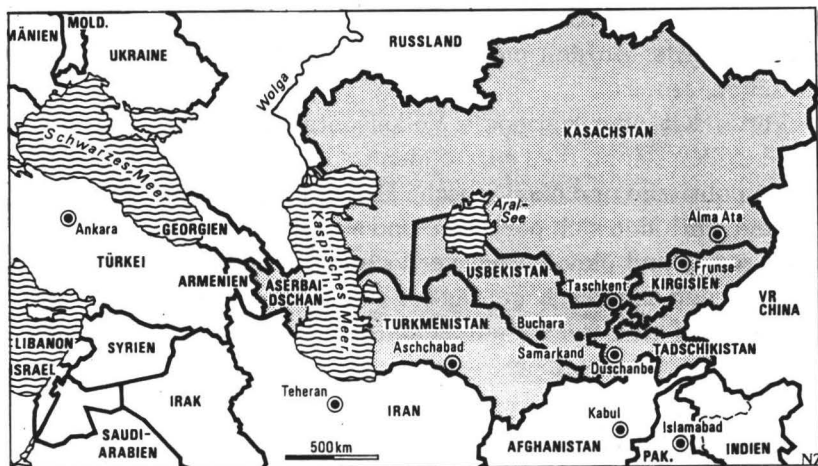 MOLD.
MÄNIEN
UKRAINE
RUSSLAND
Wolga
KASACHSTAN
Schwarzes Meer
Aral-
See
Alma Ata
Ankara
GEORGIEN
Kaspisches Meer
Frunse
TÜRKEI
ARMENIEN
ASERBAI
DSCHAN
USBEKISTAN
Taschkent
KIRGISIEN
VR
CHINA
TURKMENISTAN
Buchara
LIBANON
SYRIEN
Aschchabad
Samarkand
TADSCHIKISTAN
ISRAEL
Duschanbe
Teheran
IRAK
IRAN
Kabul
Islamabad
SAUDI-
ARABIEN
500 km
AFGHANISTAN
PAK.
INDIEN
NZ